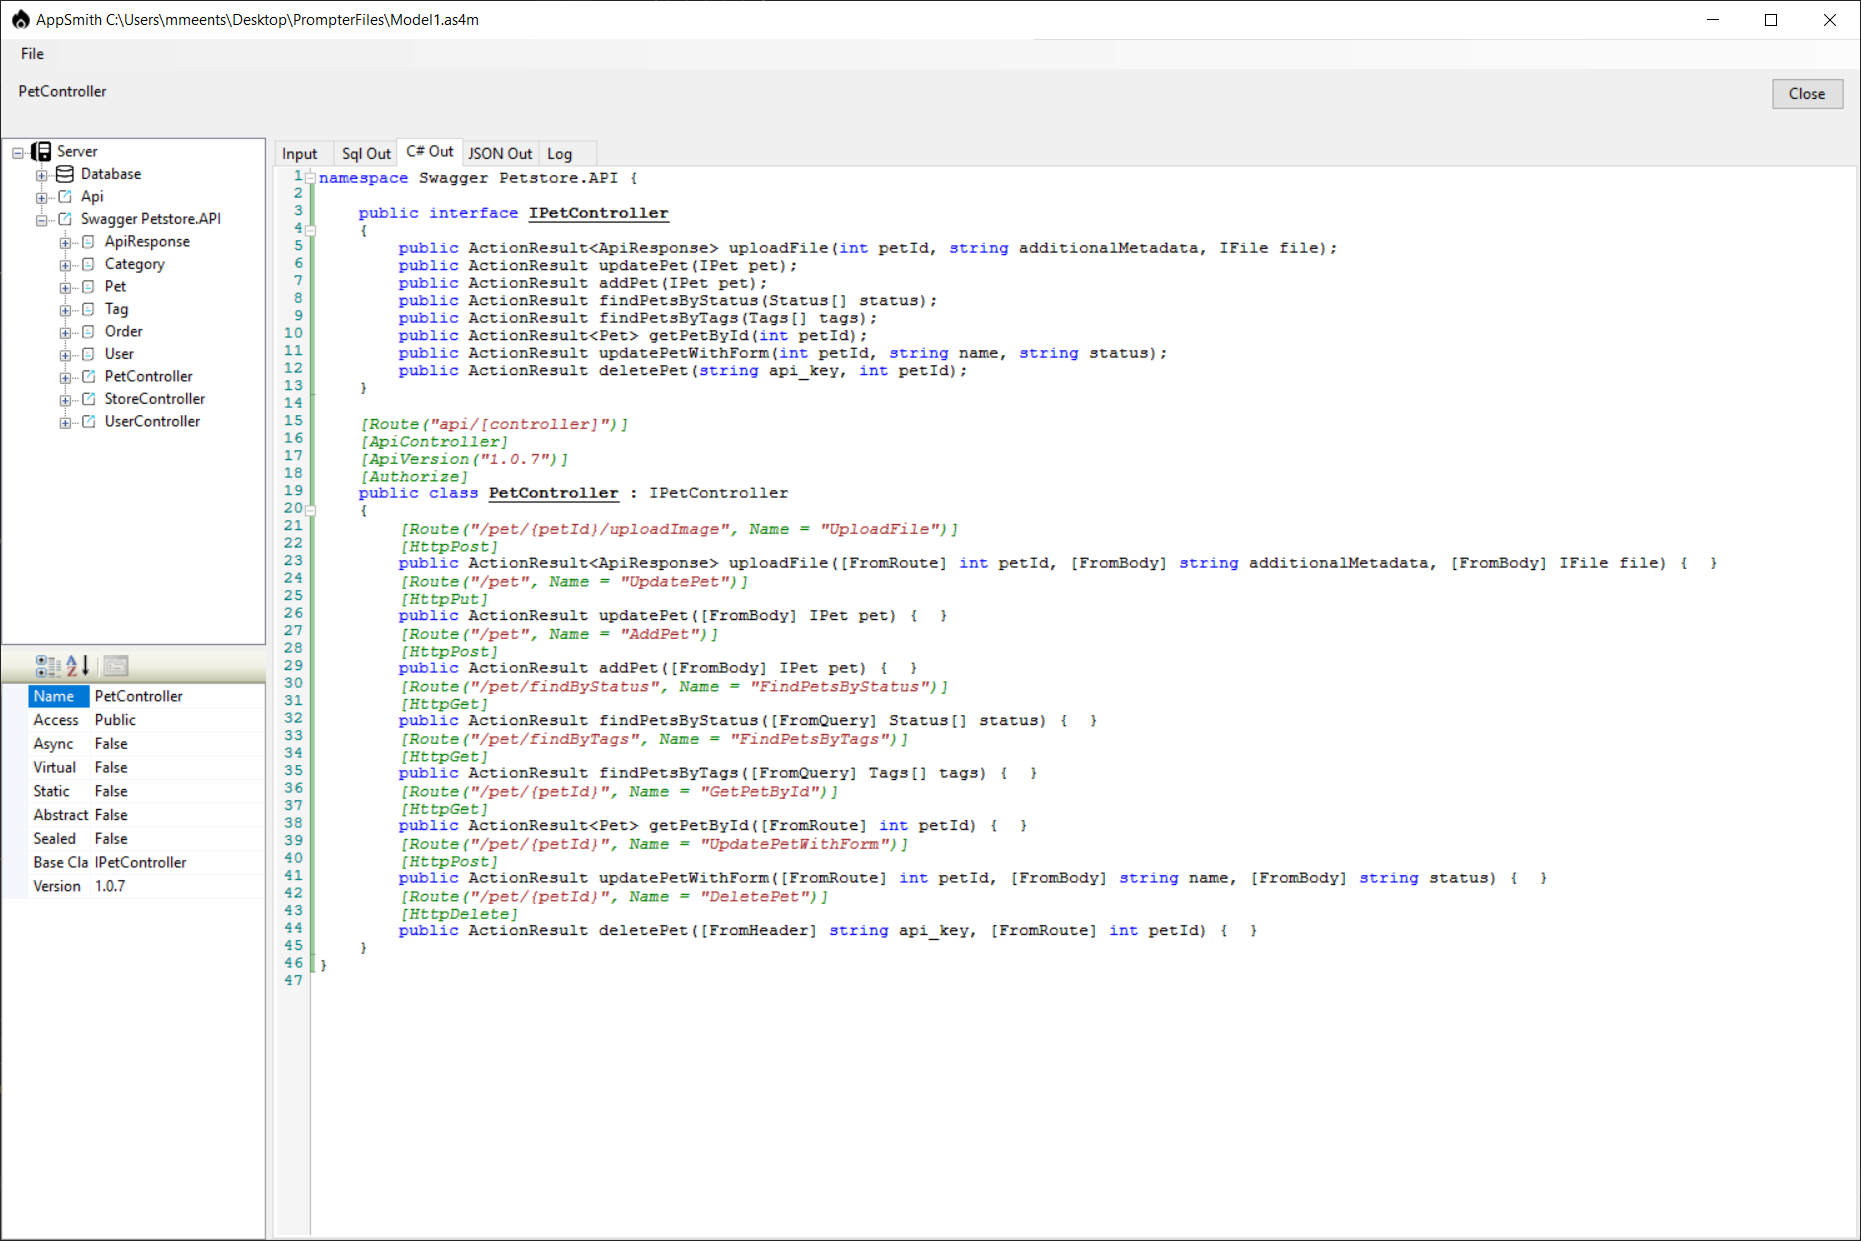 AppSmith C:\Users\mmeents\Desktop\PrompterFiles\Model1.as4m
File
PetController
Close
Server
Database
Api
Swagger Petstore.API
ApiResponse
Category
Pet
Tag
Order
User
PetController
StoreController
UserController
Name PetController
Access Public
Async False
Virtual False
Static False
Abstract False
Sealed False
Base Cla IPetController
Version 1.0.7
Input Sql Out C# Out JSON Out Log
1 namespace Swagger Petstore.API {
2
3 public interface IPetController
4 {
5 public ActionResult<ApiResponse> uploadFile(int petId, string additionalMetadata, IFile file);
6 public ActionResult updatePet(IPet pet);
7 public ActionResult addPet(IPet pet);
8 public ActionResult findPetsByStatus(Status[] status);
9 public ActionResult findPetsByTags(Tags[] tags);
10 public ActionResult<Pet> getPetById(int petId);
11 public ActionResult updatePetWithForm(int petId, string name, string status);
12 public ActionResult deletePet(string api_key, int petId);
13 }
14
15 [Route("api/[controller]")]
16 [ApiController]
17 [ApiVersion("1.0.7")]
18 [Authorize]
19 public class PetController : IPetController
20 {
21 [Route("/pet/{petId}/uploadImage", Name = "UploadFile")]
22 [HttpPost]
23 public ActionResult<ApiResponse> uploadFile([FromRoute] int petId, [FromBody] string additionalMetadata, [FromBody] IFile file) { }
24 [Route("/pet", Name = "UpdatePet")]
25 [HttpPut]
26 public ActionResult updatePet([FromBody] IPet pet) { }
27 [Route("/pet", Name = "AddPet")]
28 [HttpPost]
29 public ActionResult addPet([FromBody] IPet pet) { }
30 [Route("/pet/findByStatus", Name = "FindPetsByStatus")]
31 [HttpGet]
32 public ActionResult findPetsByStatus([FromQuery] Status[] status) { }
33 [Route("/pet/findByTags", Name = "FindPetsByTags")]
34 [HttpGet]
35 public ActionResult findPetsByTags([FromQuery] Tags[] tags) { }
36 [Route("/pet/{petId}", Name = "GetPetById")]
37 [HttpGet]
38 public ActionResult<Pet> getPetById([FromRoute] int petId) { }
39 [Route("/pet/{petId}", Name = "UpdatePetWithForm")]
40 [HttpPost]
41 public ActionResult updatePetWithForm([FromRoute] int petId, [FromBody] string name, [FromBody] string status) { }
42 [Route("/pet/{petId}", Name = "DeletePet")]
43 [HttpDelete]
44 public ActionResult deletePet([FromHeader] string api_key, [FromRoute] int petId) { }
45 }
46 }
47